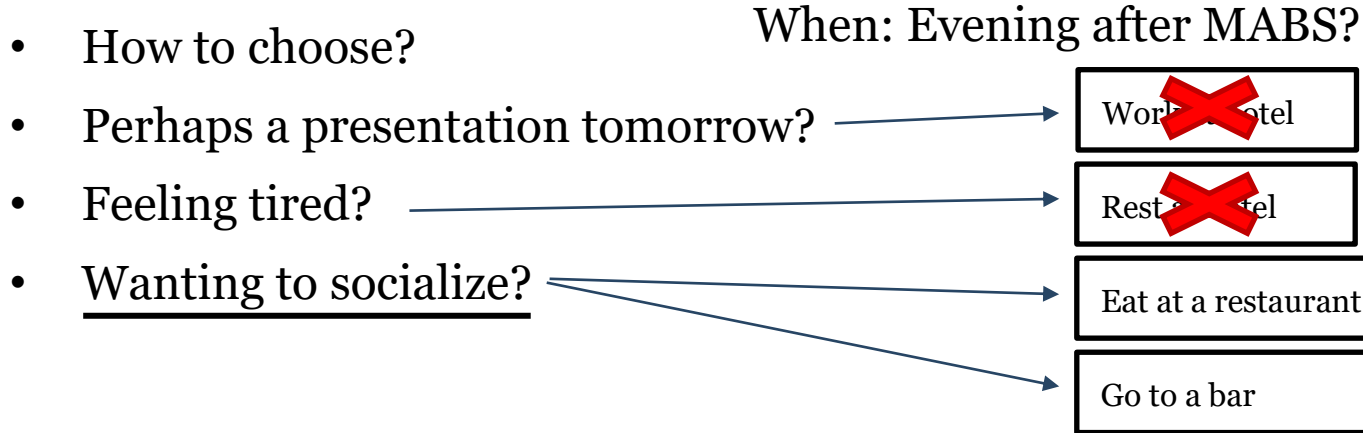 When: Evening after MABS?
• How to choose?
• Perhaps a presentation tomorrow?
• Feeling tired?
• Wanting to socialize?
Rest
Eat at a restaurant
Go to a bar